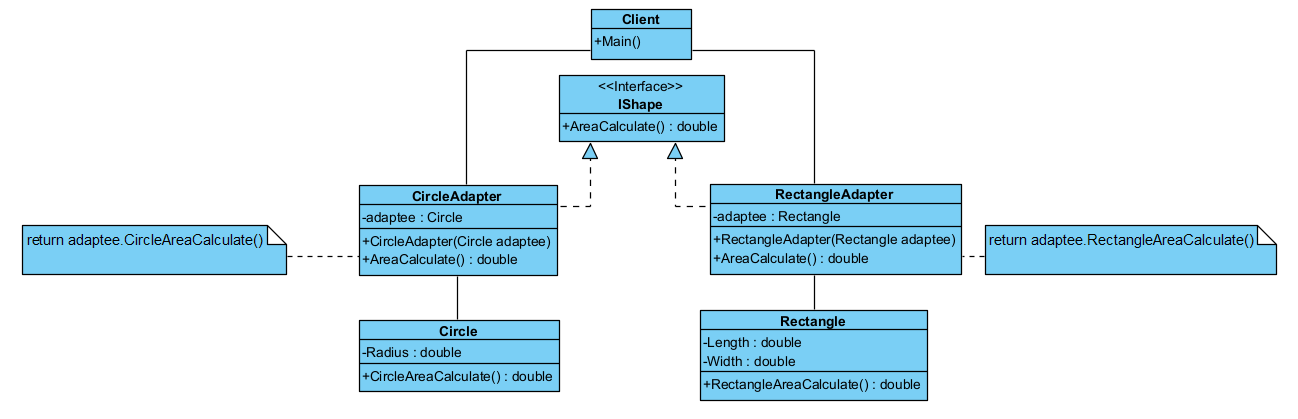 Client
+Main()
<<Interface>>
IShape
+AreaCalculate() : double
CircleAdapter
-adaptee : Circle
+CircleAdapter(Circle adaptee)
+AreaCalculate() : double
RectangleAdapter
-adaptee : Rectangle
+RectangleAdapter(Rectangle adaptee)
+AreaCalculate() : double
return adaptee.CircleAreaCalculate()
return adaptee.RectangleAreaCalculate()
Circle
-Radius : double
+CircleAreaCalculate() : double
Rectangle
-Length : double
-Width : double
+RectangleAreaCalculate() : double